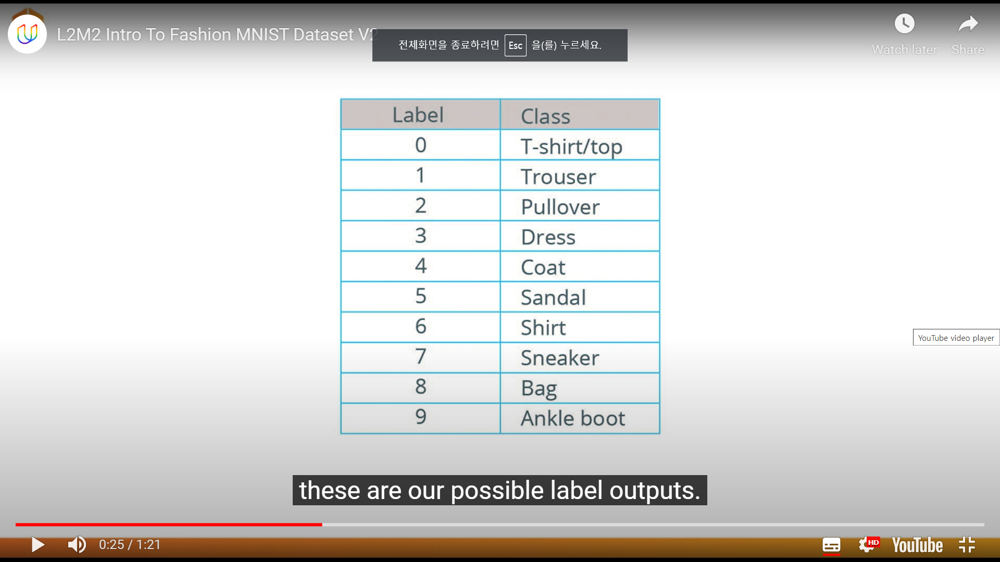 L2M2 Intro To Fashion MNIST Dataset V2
전체화면을 종료하려면 Esc 을(를) 누르세요.
Watch later Share
Label Class
0 T-shirt/top
1 Trouser
2 Pullover
3 Dress
4 Coat
5 Sandal
6 Shirt
7 Sneaker
8 Bag
9 Ankle boot
YouTube video player
these are our possible label outputs.
0:25 / 1:21 HD YouTube